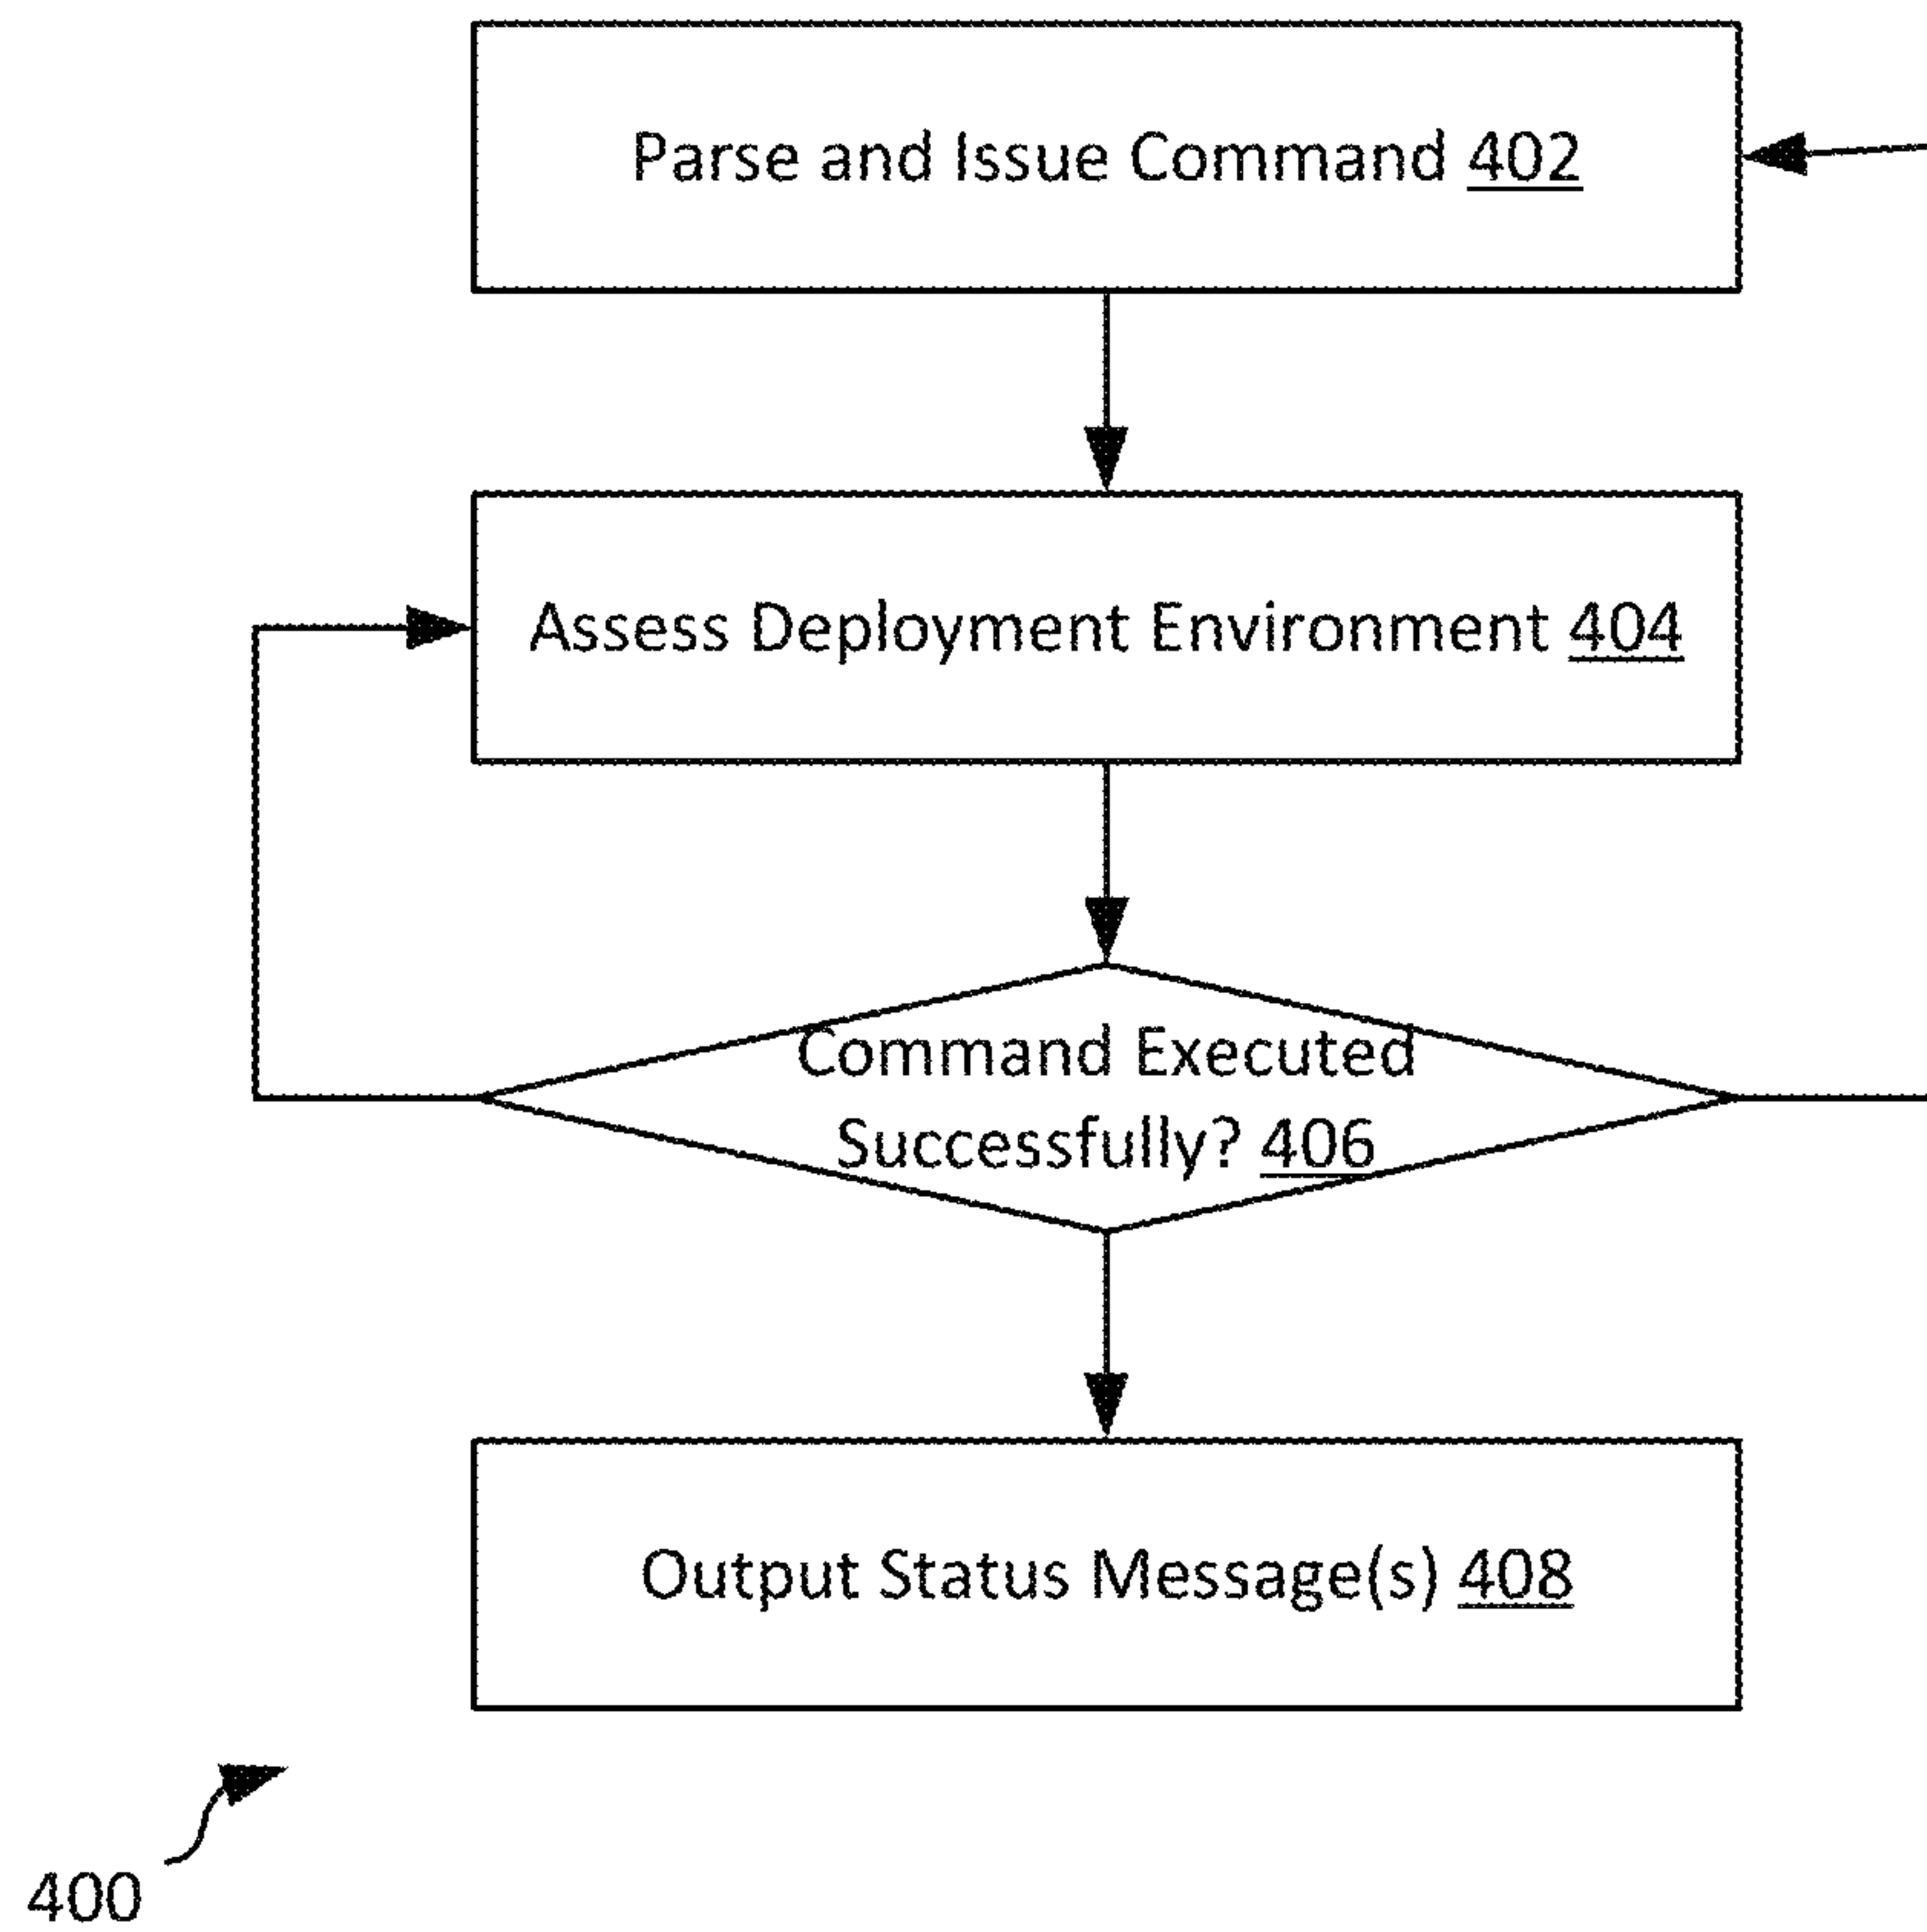 Parse and Issue Command 402
Assess Deployment Environment 404
Command Executed
Successfully? 406
Output Status Message(s) 408
400